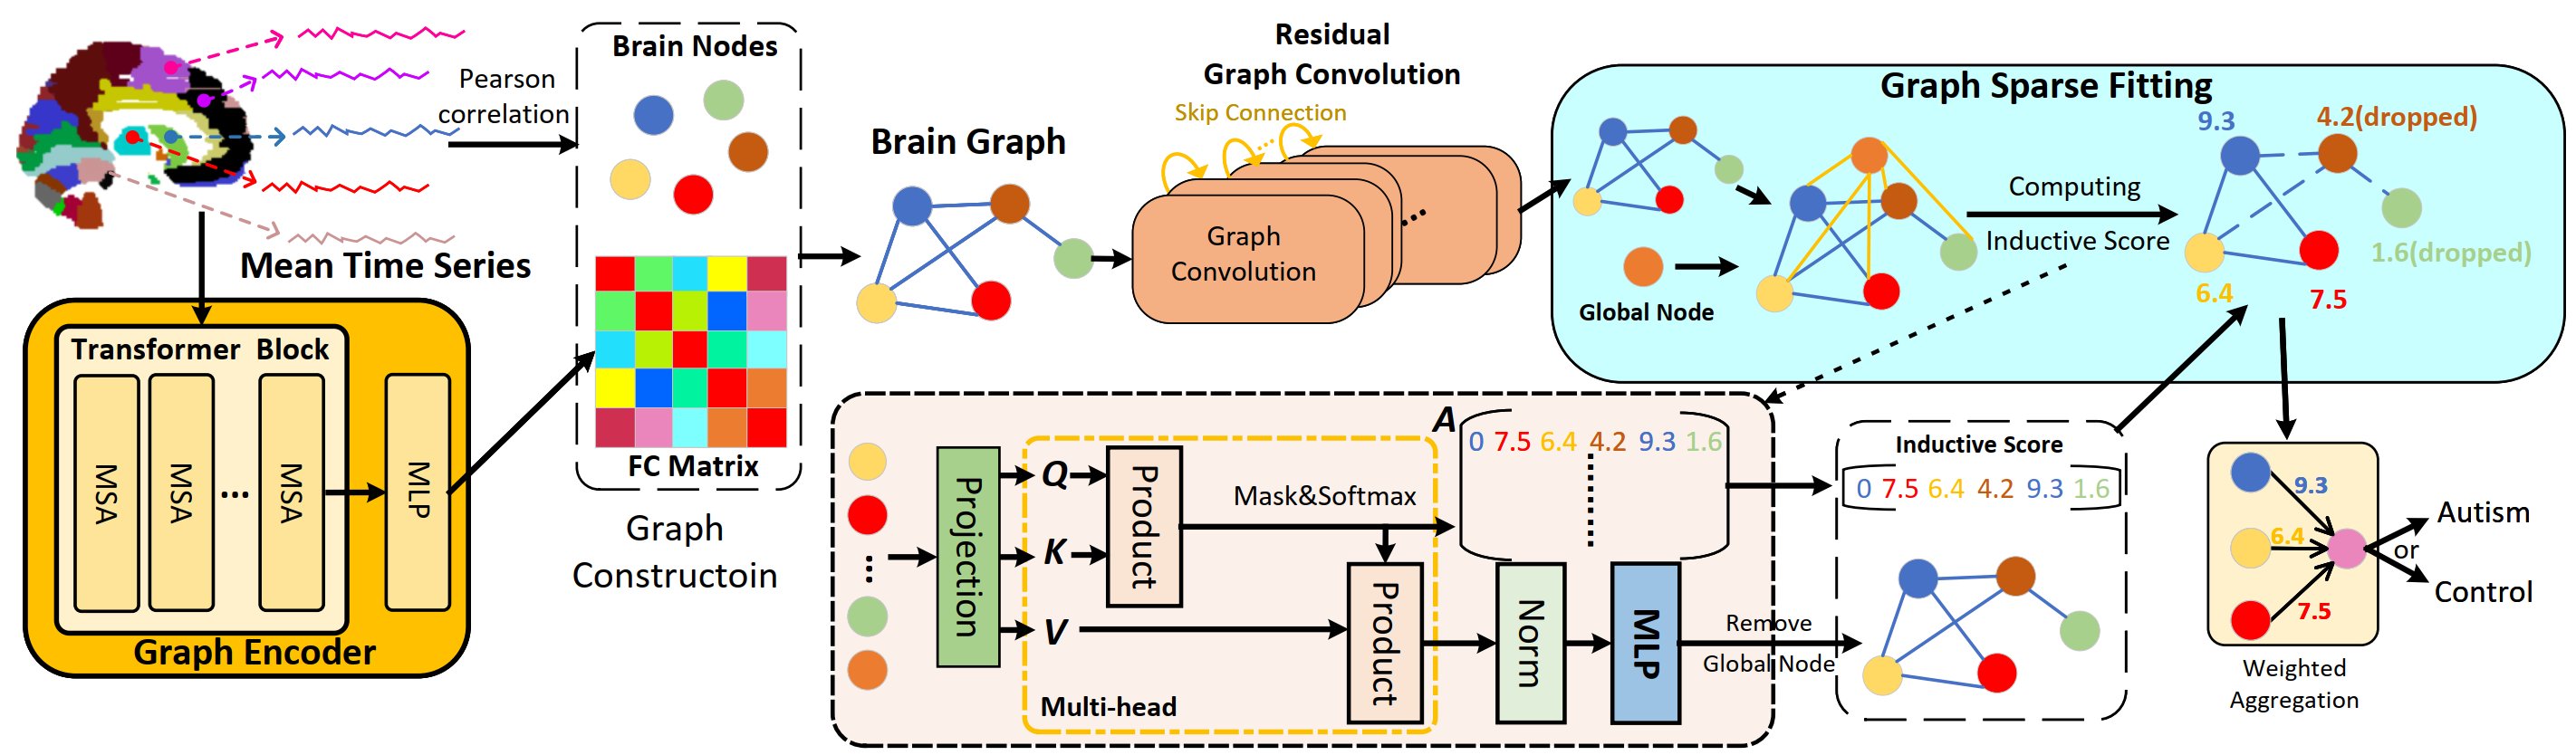 Pearson
correlation
Mean Time Series
Transformer Block
MSA
MSA
...
MSA
MLP
Graph Encoder
Brain Nodes
FC Matrix
Graph
Constructoin
Brain Graph
Residual
Graph Convolution
Skip Connection
...
Graph
Convolution
...
Graph Sparse Fitting
Global Node
Computing
Inductive Score
9.3
4.2(dropped)
1.6(dropped)
6.4
7.5
...
Projection
Q
K
V
Product
Mask&Softmax
Product
Multi-head
A
0 7.5 6.4 4.2 9.3 1.6
Norm
MLP
Remove
Global Node
Inductive Score
0 7.5 6.4 4.2 9.3 1.6
9.3
6.4
7.5
Autism
or
Control
Weighted
Aggregation